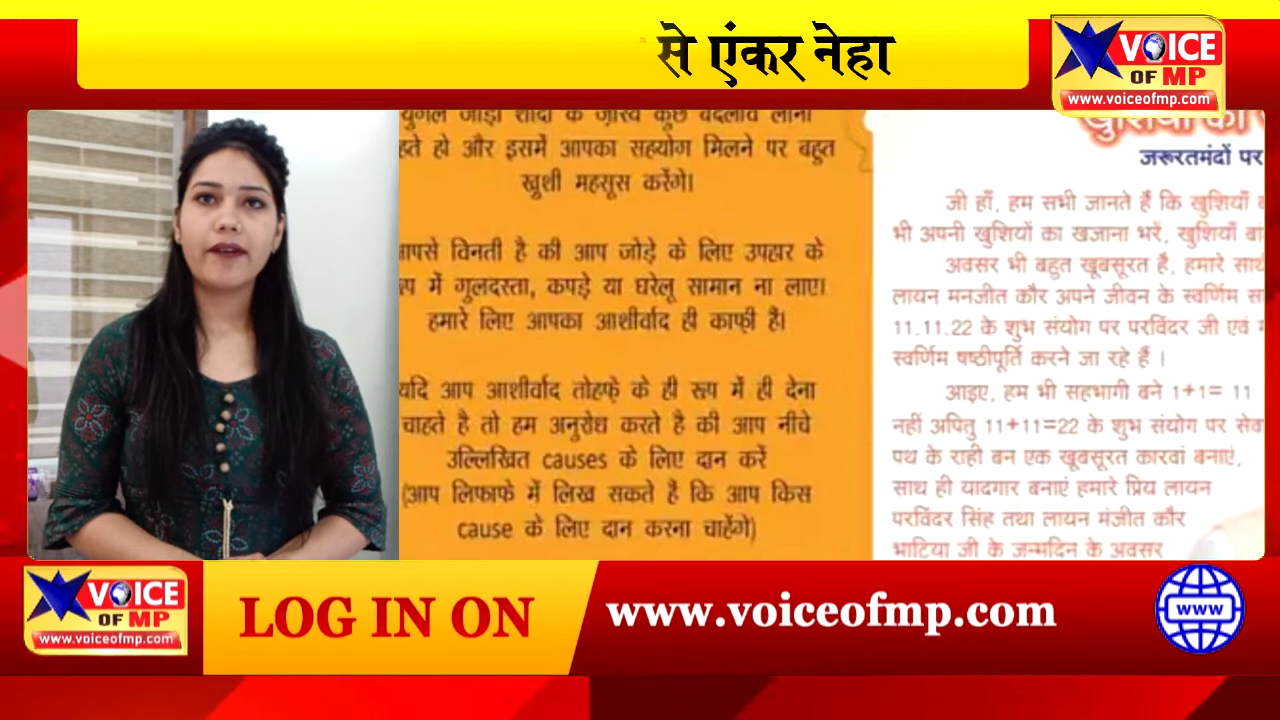 से एंकर नेहा
VOICE
OF MP
www.voiceofmp.com
युगल जोड़ा शादी के ज़रिये कुछ बदलाव लाना
हते हो और इसमें आपका सहयोग मिलने पर बहुत
ख़ुशी महसूस करेंगे।
आपसे विनती है की आप जोड़े के लिए उपहार के
प में गुलदस्ता, कपड़े या घरेलू सामान ना लाए।
हमारे लिए आपका आशीर्वाद ही काफ़ी है।
यदि आप आशीर्वाद तोहफ़े के ही रूप में ही देना
चाहते है तो हम अनुरोध करते है की आप नीचे
उल्लिखित causes के लिए दान करें
(आप लिफाफे में लिख सकते है कि आप किस
cause के लिए दान करना चाहेंगे)
खुशियों का
जरूरतमंदों पर
जी हाँ, हम सभी जानते हैं कि खुशियाँ
भी अपनी खुशियों का खजाना भरें, खुशियाँ बां
अवसर भी बहुत खूबसूरत है, हमारे साथी
लायन मनजीत कौर अपने जीवन के स्वर्णिम
11.11.22 के शुभ संयोग पर परविंदर जी एवं
स्वर्णिम षष्ठीपूर्ति करने जा रहे हैं ।
आइए, हम भी सहभागी बने 1+1= 11
नहीं अपितु 11+11=22 के शुभ संयोग पर सेवा
पथ के राही बन एक खूबसूरत कारवां बनाएं,
साथ ही यादगार बनाएं हमारे प्रिय लायन
परविंदर सिंह तथा लायन मंजीत कौर
भाटिया जी के जन्मदिन के अवसर
VOICE
OF MP
www.voiceofmp.com
LOG IN ON
www.voiceofmp.com
WWW